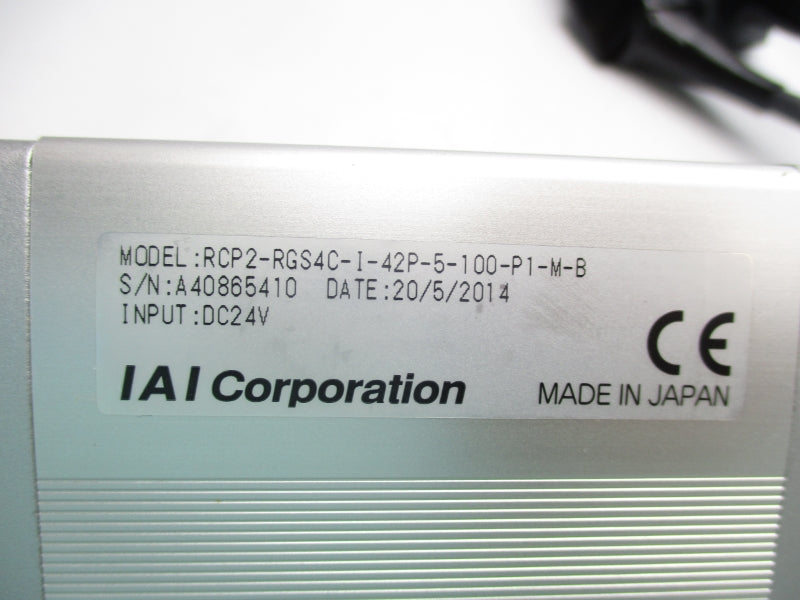 MODEL:RCP2-RGS4C-I-42P-5-100-P1-M-B
S/N:A40865410 DATE:20/5/2014
INPUT:DC24V
CE
IAI Corporation MADE IN JAPAN